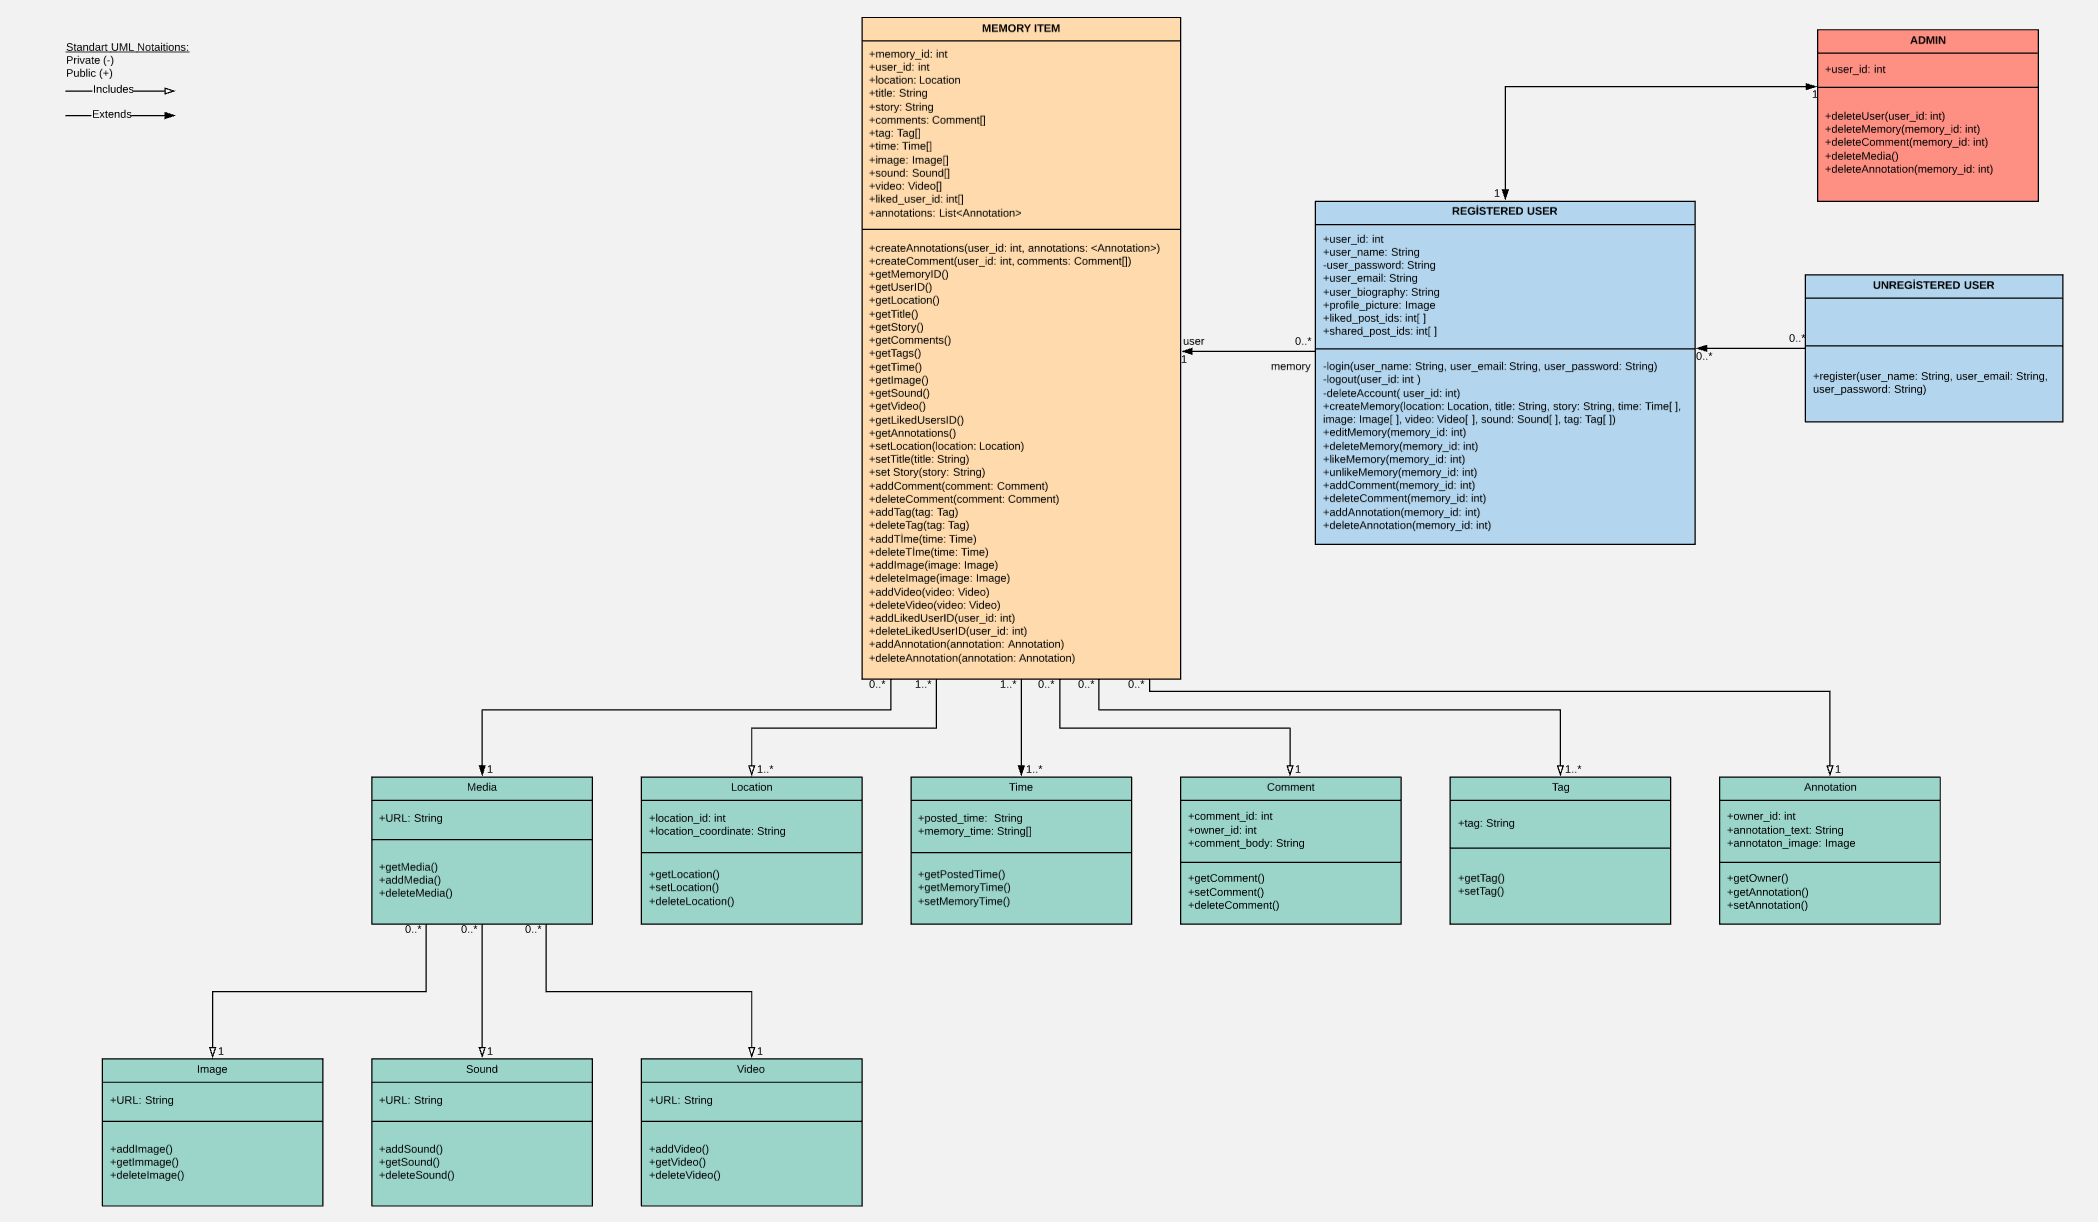 Standart UML Notaitions:
Private (-)
Public (+)
Includes
Extends
MEMORY ITEM
+memory_id: int
+user_id: int
+location: Location
+title: String
+story: String
+comments: Comment[]
+tag: Tag[]
+time: Time[]
+image: Image[]
+sound: Sound[]
+video: Video[]
+liked_user_id: int[]
+annotations: List<Annotation>
+createAnnotations(user_id: int, annotations: <Annotation>)
+createComment(user_id: int, comments: Comment[])
+getMemoryID()
+getUserID()
+getLocation()
+getTitle()
+getStory()
+getComments()
+getTags()
+getTime()
+getImage()
+getSound()
+getVideo()
+getLikedUsersID()
+getAnnotations()
+setLocation(location: Location)
+setTitle(title: String)
+set Story(story: String)
+addComment(comment: Comment)
+deleteComment(comment: Comment)
+addTag(tag: Tag)
+deleteTag(tag: Tag)
+addTİme(time: Time)
+deleteTİme(time: Time)
+addImage(image: Image)
+deleteImage(image: Image)
+addVideo(video: Video)
+deleteVideo(video: Video)
+addLikedUserID(user_id: int)
+deleteLikedUserID(user_id: int)
+addAnnotation(annotation: Annotation)
+deleteAnnotation(annotation: Annotation)
ADMIN
+user_id: int
1
+deleteUser(user_id: int)
+deleteMemory(memory_id: int)
+deleteComment(memory_id: int)
+deleteMedia()
+deleteAnnotation(memory_id: int)
1
REGİSTERED USER
+user_id: int
+user_name: String
-user_password: String
+user_email: String
+user_biography: String
+profile_picture: Image
+liked_post_ids: int[ ]
+shared_post_ids: int[ ]
-login(user_name: String, user_email: String, user_password: String)
-logout(user_id: int )
-deleteAccount( user_id: int)
+createMemory(location: Location, title: String, story: String, time: Time[ ],
image: Image[ ], video: Video[ ], sound: Sound[ ], tag: Tag[ ])
+editMemory(memory_id: int)
+deleteMemory(memory_id: int)
+likeMemory(memory_id: int)
+unlikeMemory(memory_id: int)
+addComment(memory_id: int)
+deleteComment(memory_id: int)
+addAnnotation(memory_id: int)
+deleteAnnotation(memory_id: int)
user
0..*
1
memory
UNREGİSTERED USER
0..*
0..*
+register(user_name: String, user_email: String,
user_password: String)
0..*
1..*
1..*
0..*
0..*
0..*
1
1..*
1..*
1
1..*
1
Media
+URL: String
+getMedia()
+addMedia()
+deleteMedia()
Location
+location_id: int
+location_coordinate: String
+getLocation()
+setLocation()
+deleteLocation()
Time
+posted_time:  String
+memory_time: String[]
+getPostedTime()
+getMemoryTime()
+setMemoryTime()
Comment
+comment_id: int
+owner_id: int
+comment_body: String
+getComment()
+setComment()
+deleteComment()
Tag
+tag: String
+getTag()
+setTag()
Annotation
+owner_id: int
+annotation_text: String
+annotaton_image: Image
+getOwner()
+getAnnotation()
+setAnnotation()
0..*
0..*
0..*
1
1
1
Image
+URL: String
+addImage()
+getImmage()
+deleteImage()
Sound
+URL: String
+addSound()
+getSound()
+deleteSound()
Video
+URL: String
+addVideo()
+getVideo()
+deleteVideo()